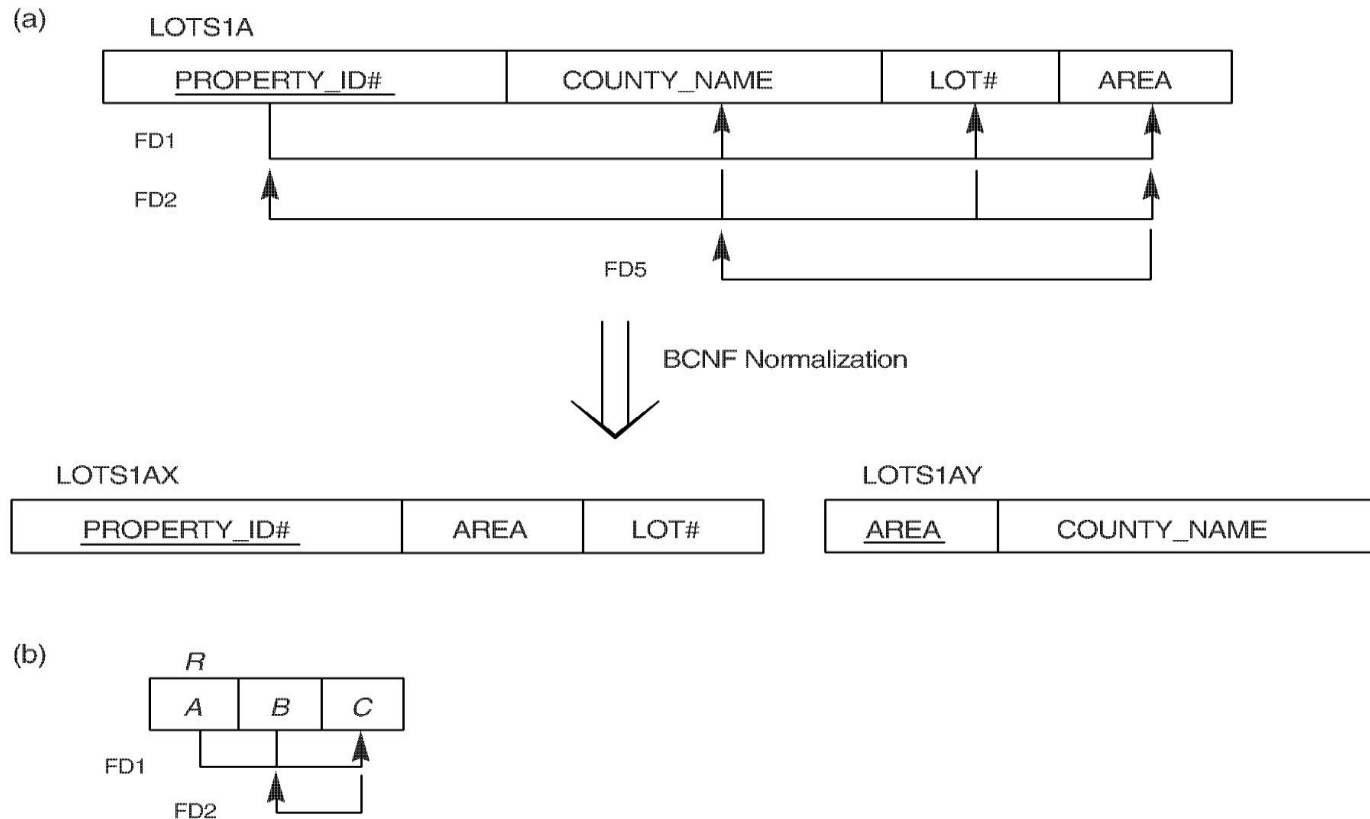 (a)
LOTS1A
PROPERTY_ID# COUNTY_NAME LOT# AREA
FD1
FD2
FD5
BCNF Normalization
LOTS1AX LOTS1AY
PROPERTY_ID# AREA LOT# AREA COUNTY_NAME
(b)
R
A B C
FD1
FD2